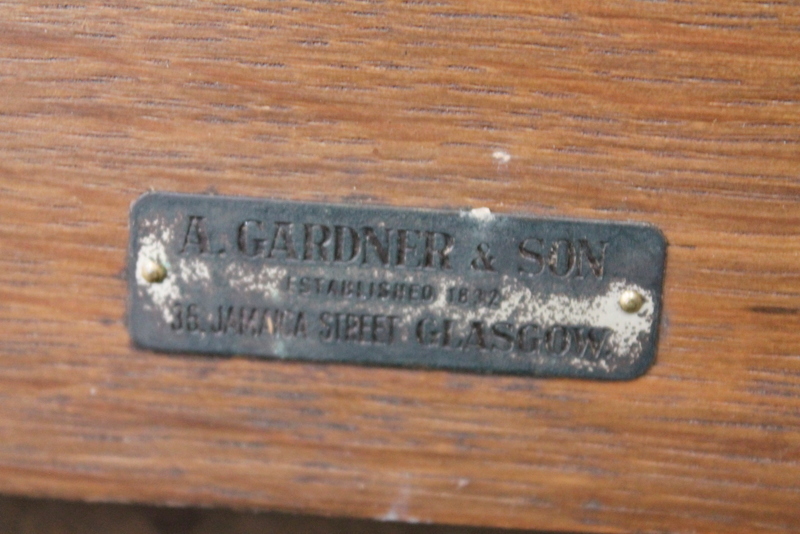 A. GARDNER & SON
ESTABLISHED 1832
36. JAMAICA STREET GLASGOW.